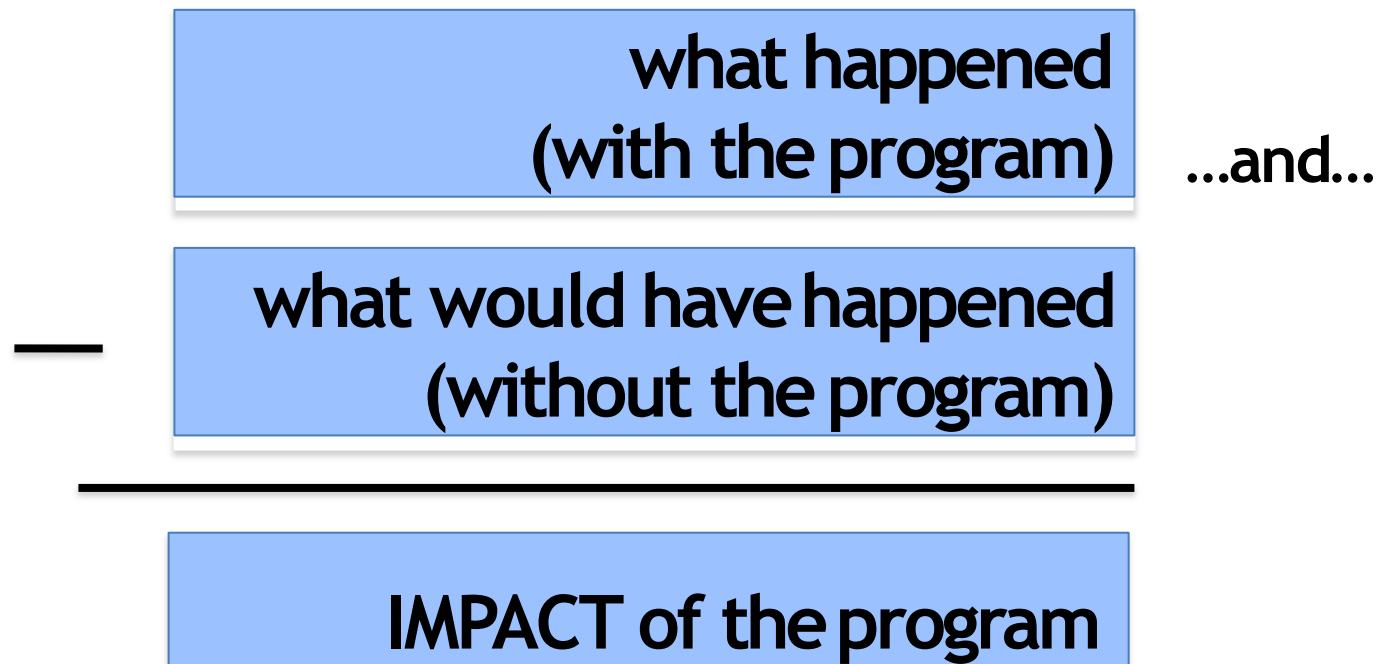 what happened
(with the program)
...and...
what would have happened
(without the program)
IMPACT of the program